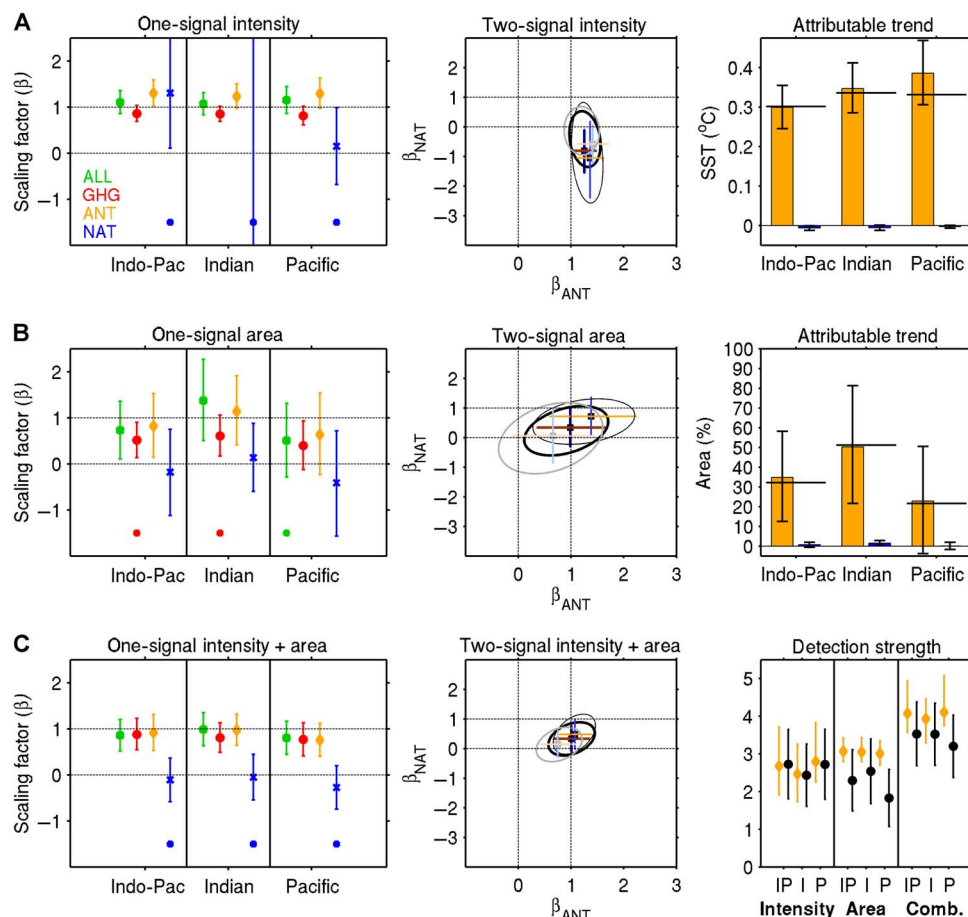 A
One-signal intensity
Scaling factor (β)
1
0
−1
ALL
GHG
ANT
NAT
Indo-Pac Indian Pacific
Two-signal intensity
β NAT
2
1
0
−1
−2
−3
0 1 2 3
β ANT
Attributable trend
SST (°C)
0.4
0.3
0.2
0.1
0
Indo-Pac Indian Pacific
B
One-signal area
Scaling factor (β)
2
1
0
−1
Indo-Pac Indian Pacific
Two-signal area
β NAT
2
1
0
−1
−2
−3
0 1 2 3
β ANT
Attributable trend
Area (%)
100
90
80
70
60
50
40
30
20
10
0
Indo-Pac Indian Pacific
C
One-signal intensity + area
Scaling factor (β)
2
1
0
−1
Indo-Pac Indian Pacific
Two-signal intensity + area
β NAT
2
1
0
−1
−2
−3
0 1 2 3
β ANT
Detection strength
5
4
3
2
1
0
IP I P IP I P IP I P
Intensity Area Comb.